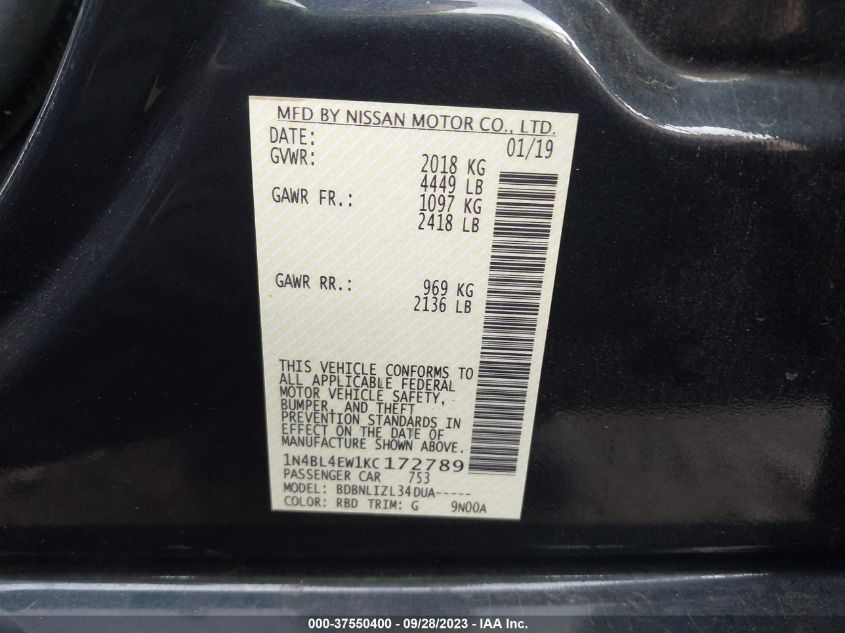 MFD BY NISSAN MOTOR CO., LTD.
DATE: 01/19
GVWR: 2018 KG
4449 LB
GAWR FR.: 1097 KG
2418 LB
GAWR RR.: 969 KG
2136 LB
THIS VEHICLE CONFORMS TO
ALL APPLICABLE FEDERAL
MOTOR VEHICLE SAFETY,
BUMPER, AND THEFT
PREVENTION STANDARDS IN
EFFECT ON THE DATE OF
MANUFACTURE SHOWN ABOVE.
1N4BL4EW1KC172789
PASSENGER CAR 753
MODEL: BDBNLIZL34DUA-----
COLOR: RBD TRIM: G 9N00A
000-37550400 - 09/28/2023 - IAA Inc.